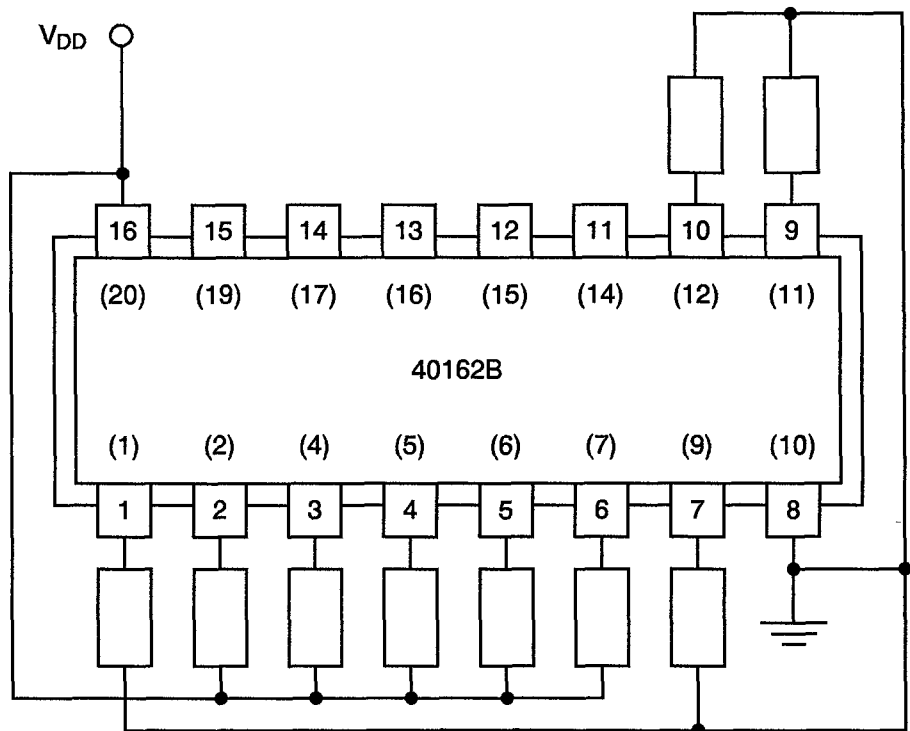 V_DD
16 15 14 13 12 11 10 9
(20) (19) (17) (16) (15) (14) (12) (11)
40162B
(1) (2) (4) (5) (6) (7) (9) (10)
1 2 3 4 5 6 7 8